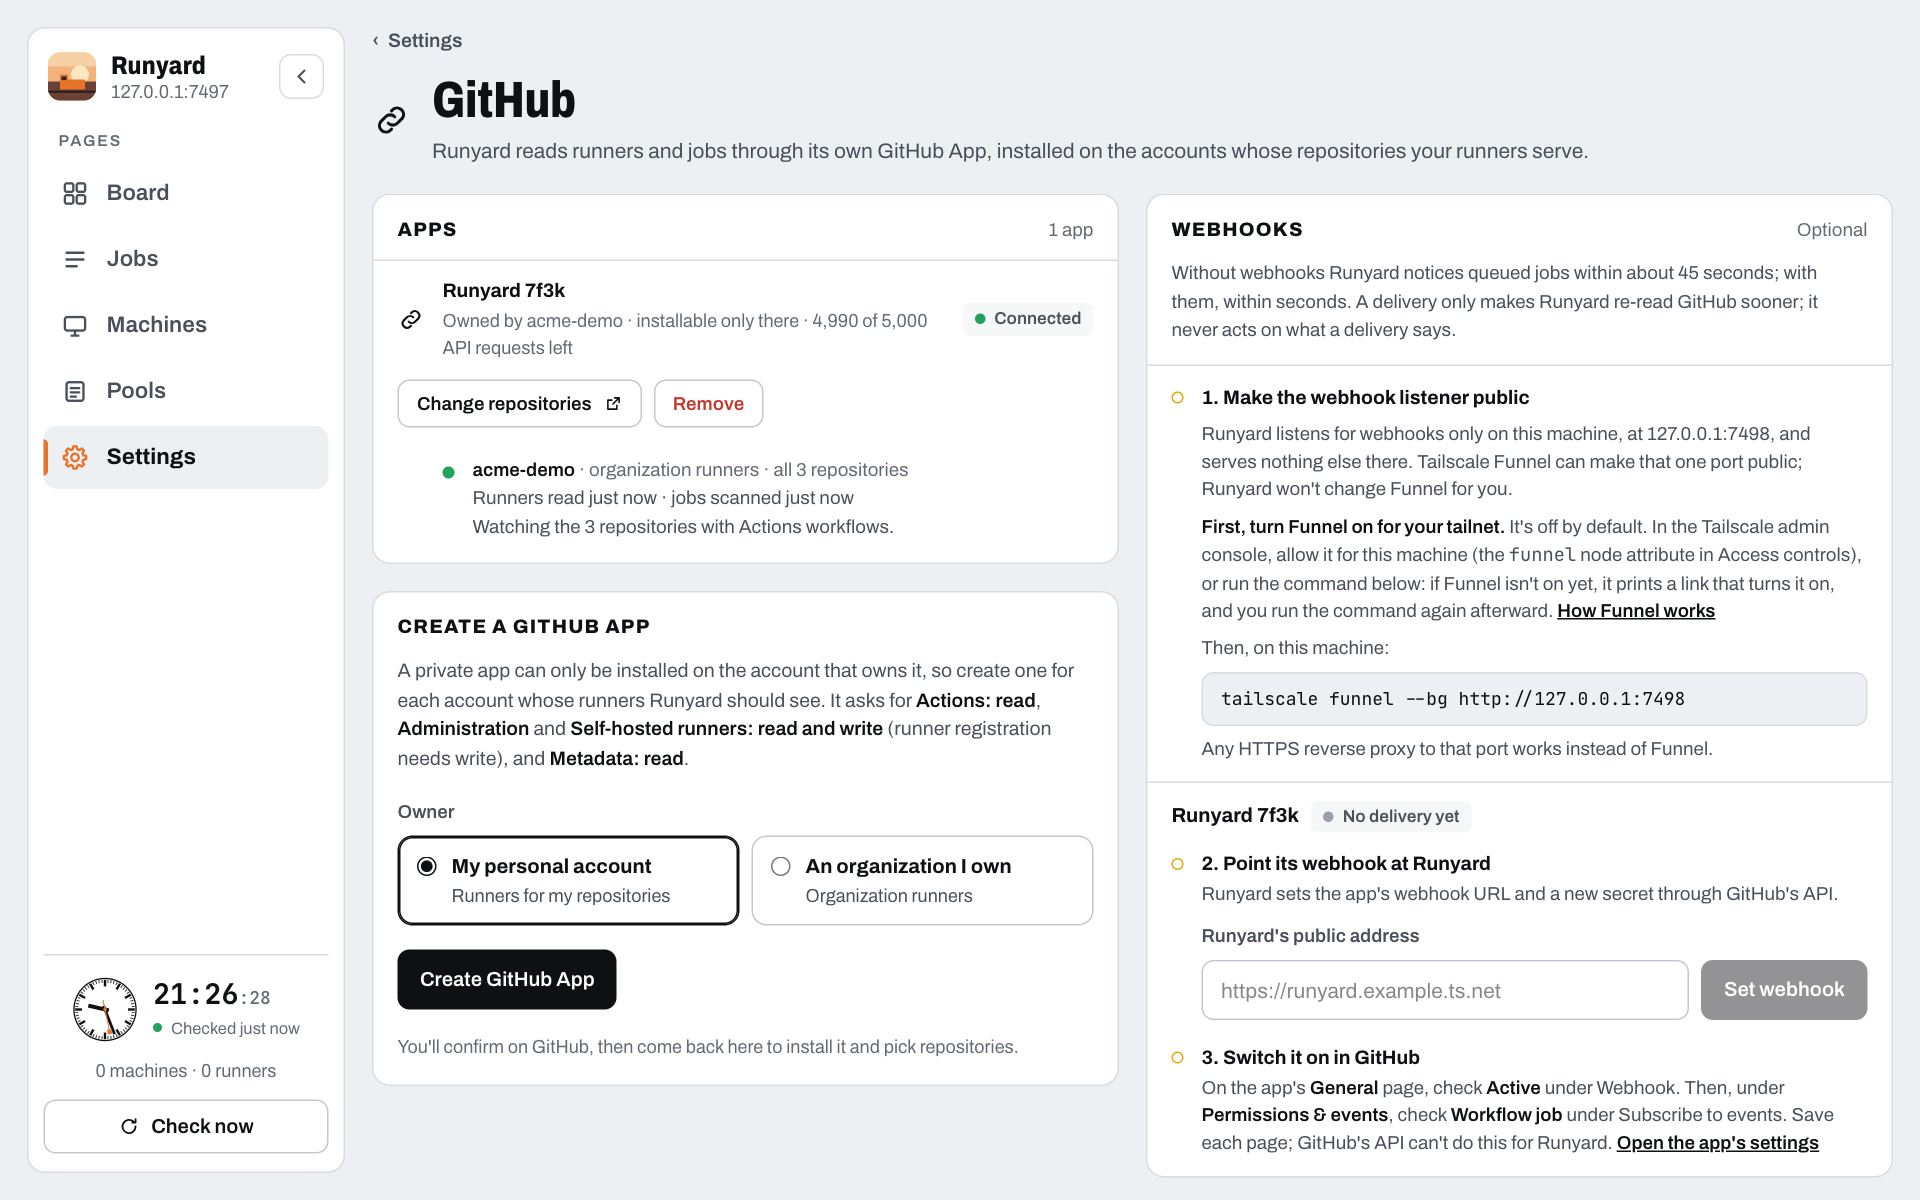 Runyard
127.0.0.1:7497
PAGES
Board
Jobs
Machines
Pools
Settings
21:26:28
Checked just now
0 machines · 0 runners
Check now
‹ Settings
GitHub
Runyard reads runners and jobs through its own GitHub App, installed on the accounts whose repositories your runners serve.
APPS
1 app
Runyard 7f3k
Owned by acme-demo · installable only there · 4,990 of 5,000
API requests left
Connected
Change repositories
Remove
acme-demo · organization runners · all 3 repositories
Runners read just now · jobs scanned just now
Watching the 3 repositories with Actions workflows.
CREATE A GITHUB APP
A private app can only be installed on the account that owns it, so create one for
each account whose runners Runyard should see. It asks for Actions: read,
Administration and Self-hosted runners: read and write (runner registration
needs write), and Metadata: read.
Owner
My personal account
Runners for my repositories
An organization I own
Organization runners
Create GitHub App
You'll confirm on GitHub, then come back here to install it and pick repositories.
WEBHOOKS
Optional
Without webhooks Runyard notices queued jobs within about 45 seconds; with
them, within seconds. A delivery only makes Runyard re-read GitHub sooner; it
never acts on what a delivery says.
1. Make the webhook listener public
Runyard listens for webhooks only on this machine, at 127.0.0.1:7498, and
serves nothing else there. Tailscale Funnel can make that one port public;
Runyard won't change Funnel for you.
First, turn Funnel on for your tailnet. It's off by default. In the Tailscale admin
console, allow it for this machine (the funnel node attribute in Access controls),
or run the command below: if Funnel isn't on yet, it prints a link that turns it on,
and you run the command again afterward. How Funnel works
Then, on this machine:
tailscale funnel --bg http://127.0.0.1:7498
Any HTTPS reverse proxy to that port works instead of Funnel.
Runyard 7f3k
No delivery yet
2. Point its webhook at Runyard
Runyard sets the app's webhook URL and a new secret through GitHub's API.
Runyard's public address
https://runyard.example.ts.net
Set webhook
3. Switch it on in GitHub
On the app's General page, check Active under Webhook. Then, under
Permissions & events, check Workflow job under Subscribe to events. Save
each page; GitHub's API can't do this for Runyard. Open the app's settings